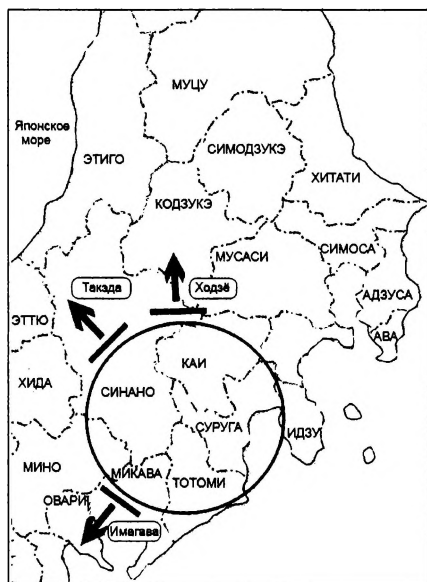 МУЦУ
Японское
море
ЭТИГО
СИМОДЗУКЭ
ХИТАТИ
КОДЗУКЭ
МУСАСИ
СИМОСА
Такэда
Ходзё
АДЗУСА
ЭТТЮ
АВА
КАИ
ХИДА
СИНАНО
СУРУГА
ИДЗУ
МИНО
МИКАВА
ТОТОМИ
ОВАРИ
Имагава